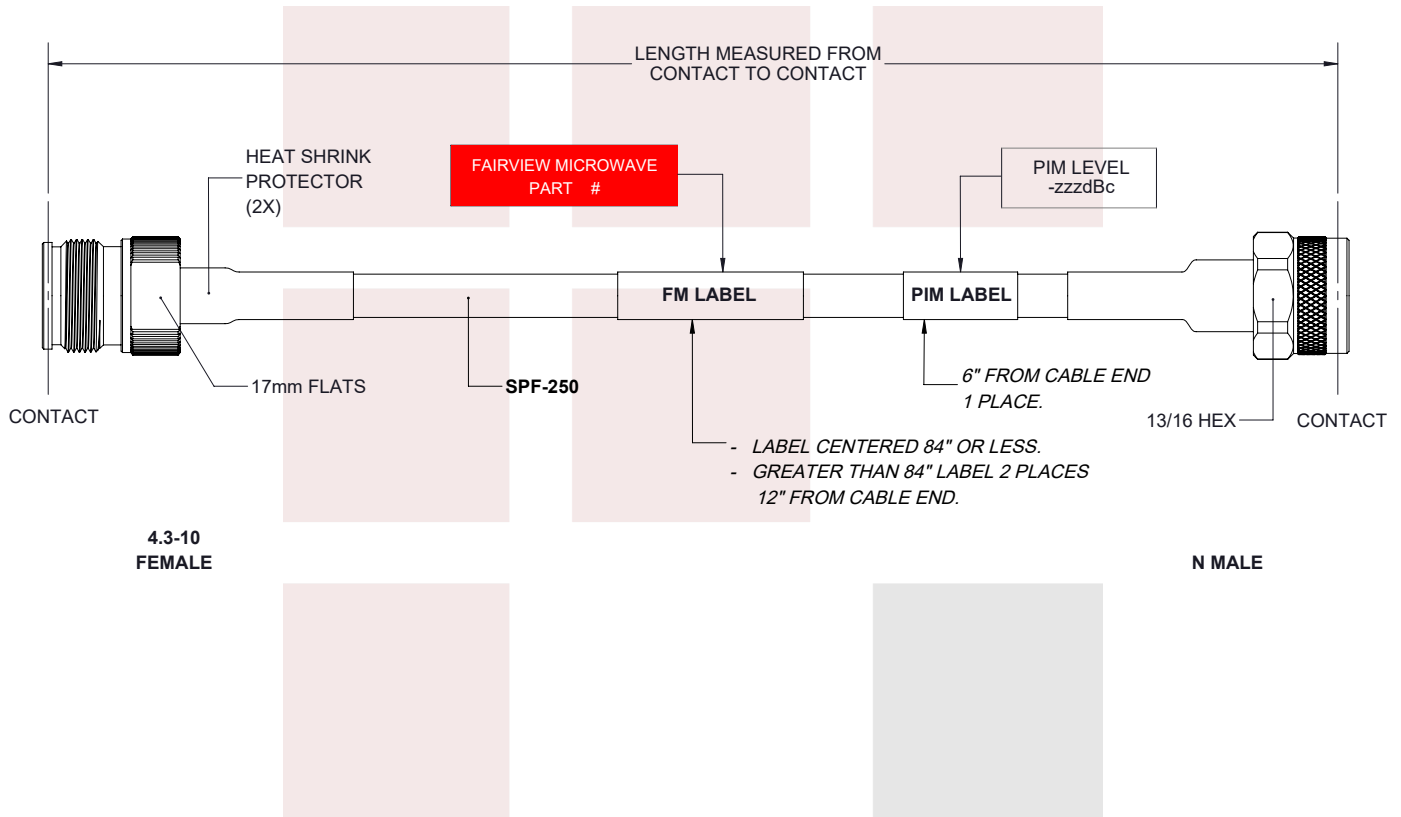 LENGTH MEASURED FROM
CONTACT TO CONTACT
HEAT SHRINK
PROTECTOR
(2X)
FAIRVIEW MICROWAVE
PART #
PIM LEVEL
-zzzdBc
FM LABEL
PIM LABEL
17mm FLATS
SPF-250
6" FROM CABLE END
1 PLACE.
CONTACT
13/16 HEX
CONTACT
- LABEL CENTERED 84" OR LESS.
- GREATER THAN 84" LABEL 2 PLACES
12" FROM CABLE END.
4.3-10
FEMALE
N MALE